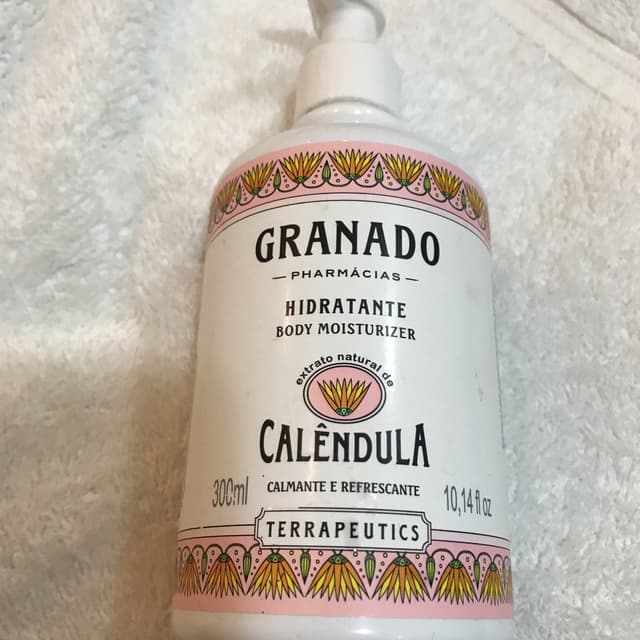 GRANADO
PHARMÁCIAS
HIDRATANTE
BODY MOISTURIZER
extrato natural de
CALÊNDULA
300ml
CALMANTE E REFRESCANTE
10,14 fl oz
TERRAPEUTICS